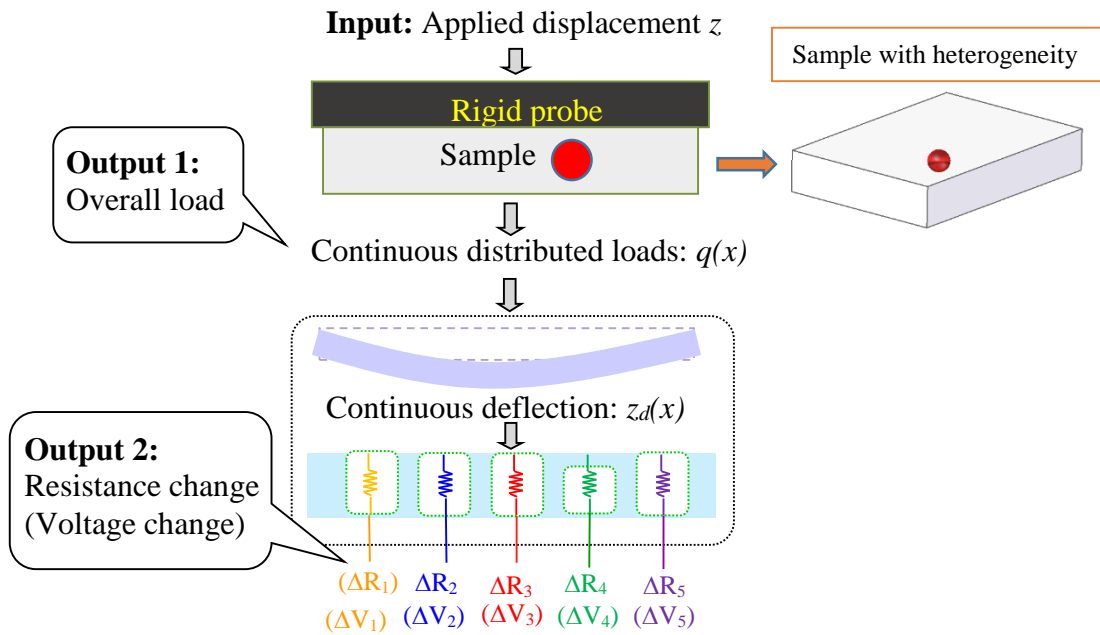 Input: Applied displacement z
Sample with heterogeneity
Rigid probe
Sample
Output 1:
Overall load
Continuous distributed loads: q(x)
Continuous deflection: z_d(x)
Output 2:
Resistance change
(Voltage change)
(ΔR₁) ΔR₂ ΔR₃ ΔR₄ ΔR₅
(ΔV₁) (ΔV₂) (ΔV₃) (ΔV₄) (ΔV₅)